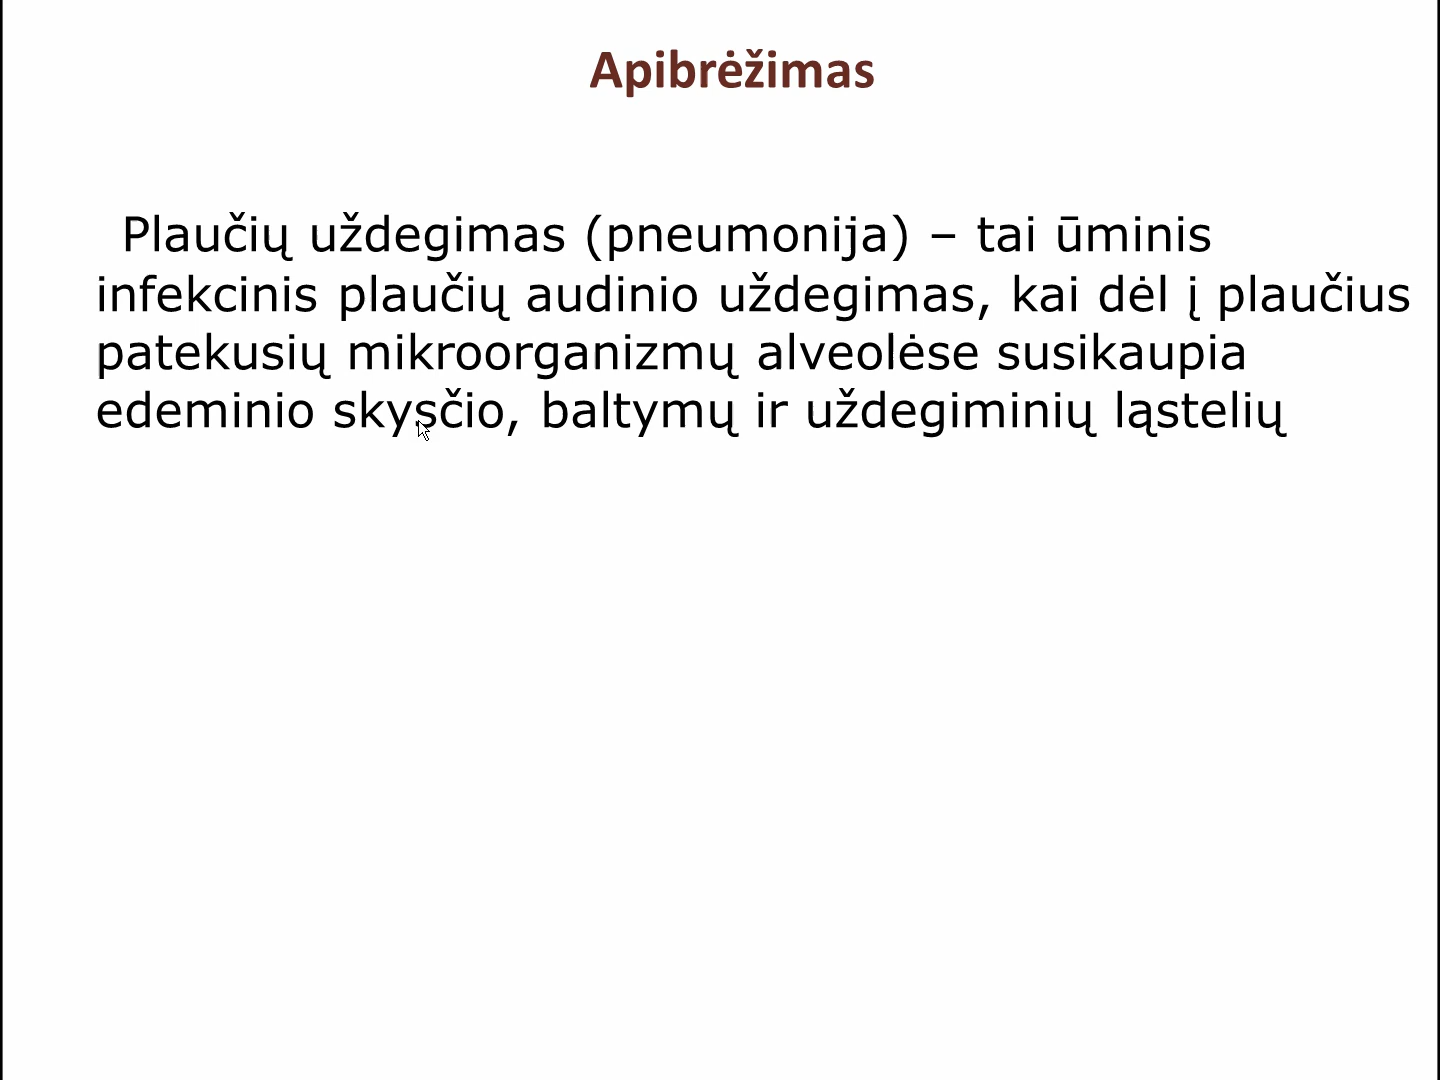 Apibrėžimas
Plaučių uždegimas (pneumonija) – tai ūminis
infekcinis plaučių audinio uždegimas, kai dėl į plaučius
patekusių mikroorganizmų alveolėse susikaupia
edeminio skysčio, baltymų ir uždegiminių ląstelių